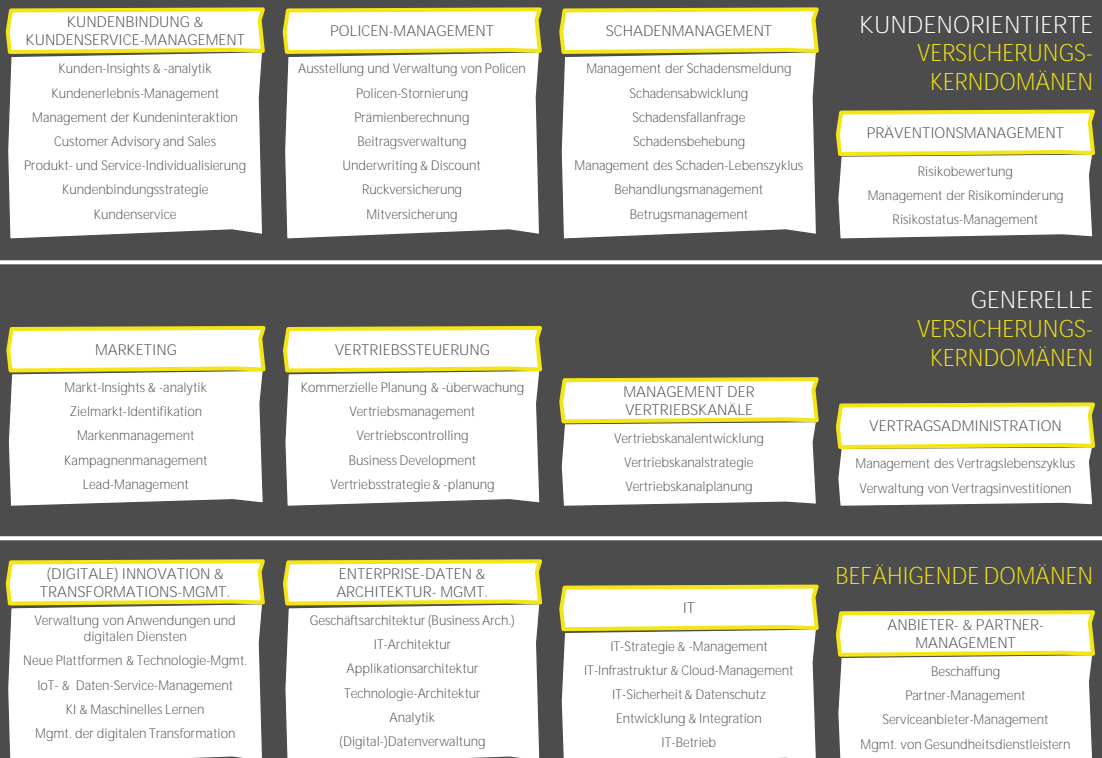 KUNDENBINDUNG &
KUNDENSERVICE-MANAGEMENT
Kunden-Insights & -analytik
Kundenerlebnis-Management
Management der Kundeninteraktion
Customer Advisory and Sales
Produkt- und Service-Individualisierung
Kundenbindungsstrategie
Kundenservice
POLICEN-MANAGEMENT
Ausstellung und Verwaltung von Policen
Policen-Stornierung
Prämienberechnung
Beitragsverwaltung
Underwriting & Discount
Rückversicherung
Mitversicherung
SCHADENMANAGEMENT
Management der Schadensmeldung
Schadensabwicklung
Schadensfallanfrage
Schadensbehebung
Management des Schaden-Lebenszyklus
Behandlungsmanagement
Betrugsmanagement
KUNDENORIENTIERTE
VERSICHERUNGS-
KERNDOMÄNEN
PRÄVENTIONSMANAGEMENT
Risikobewertung
Management der Risikominderung
Risikostatus-Management
GENERELLE
VERSICHERUNGS-
KERNDOMÄNEN
MARKETING
Markt-Insights & -analytik
Zielmarkt-Identifikation
Markenmanagement
Kampagnenmanagement
Lead-Management
VERTRIEBSSTEUERUNG
Kommerzielle Planung & -überwachung
Vertriebsmanagement
Vertriebscontrolling
Business Development
Vertriebsstrategie & -planung
MANAGEMENT DER
VERTRIEBSKANÄLE
Vertriebskanalentwicklung
Vertriebskanalstrategie
Vertriebskanalplanung
VERTRAGSADMINISTRATION
Management des Vertragslebenszyklus
Verwaltung von Vertragsinvestitionen
BEFÄHIGENDE DOMÄNEN
(DIGITALE) INNOVATION &
TRANSFORMATIONS-MGMT.
Verwaltung von Anwendungen und
digitalen Diensten
Neue Plattformen & Technologie-Mgmt.
IoT- & Daten-Service-Management
KI & Maschinelles Lernen
Mgmt. der digitalen Transformation
ENTERPRISE-DATEN &
ARCHITEKTUR- MGMT.
Geschäftsarchitektur (Business Arch.)
IT-Architektur
Applikationsarchitektur
Technologie-Architektur
Analytik
(Digital-)Datenverwaltung
IT
IT-Strategie & -Management
IT-Infrastruktur & Cloud-Management
IT-Sicherheit & Datenschutz
Entwicklung & Integration
IT-Betrieb
ANBIETER- & PARTNER-
MANAGEMENT
Beschaffung
Partner-Management
Serviceanbieter-Management
Mgmt. von Gesundheitsdienstleistern